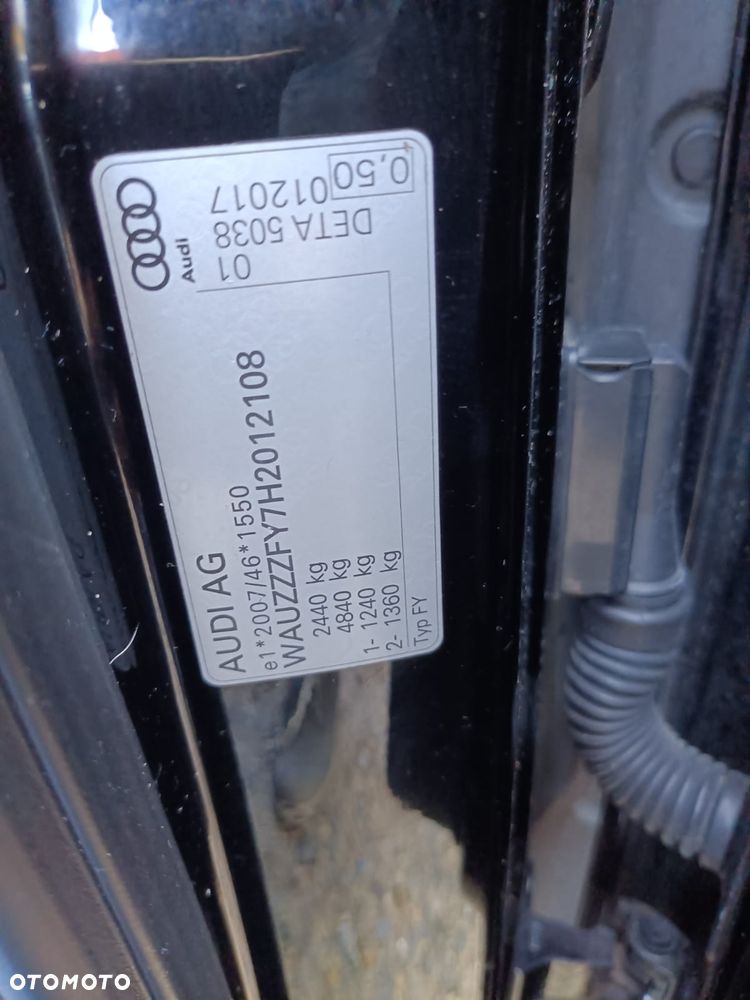 AUDI AG
e1*2007/46*1550
WAUZZZFY7H2012108
2440 kg
4840 kg
1- 1240 kg
2- 1360 kg
Typ FY
Audi
01
DETA 5038
012017
0,50
OTOMOTO